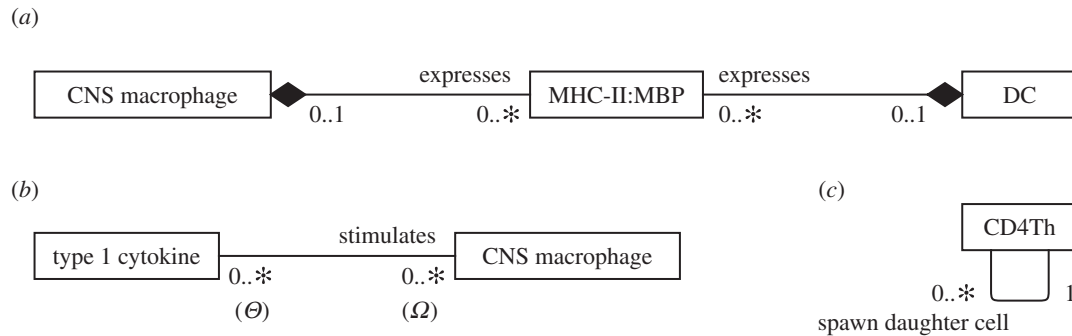 (a)
expresses expresses
CNS macrophage MHC-II:MBP DC
0..1 0..* 0..* 0..1
(b) (c)
stimulates CD4Th
type 1 cytokine CNS macrophage
0..* 0..* 0..* 1
(Θ) (Ω)
spawn daughter cell